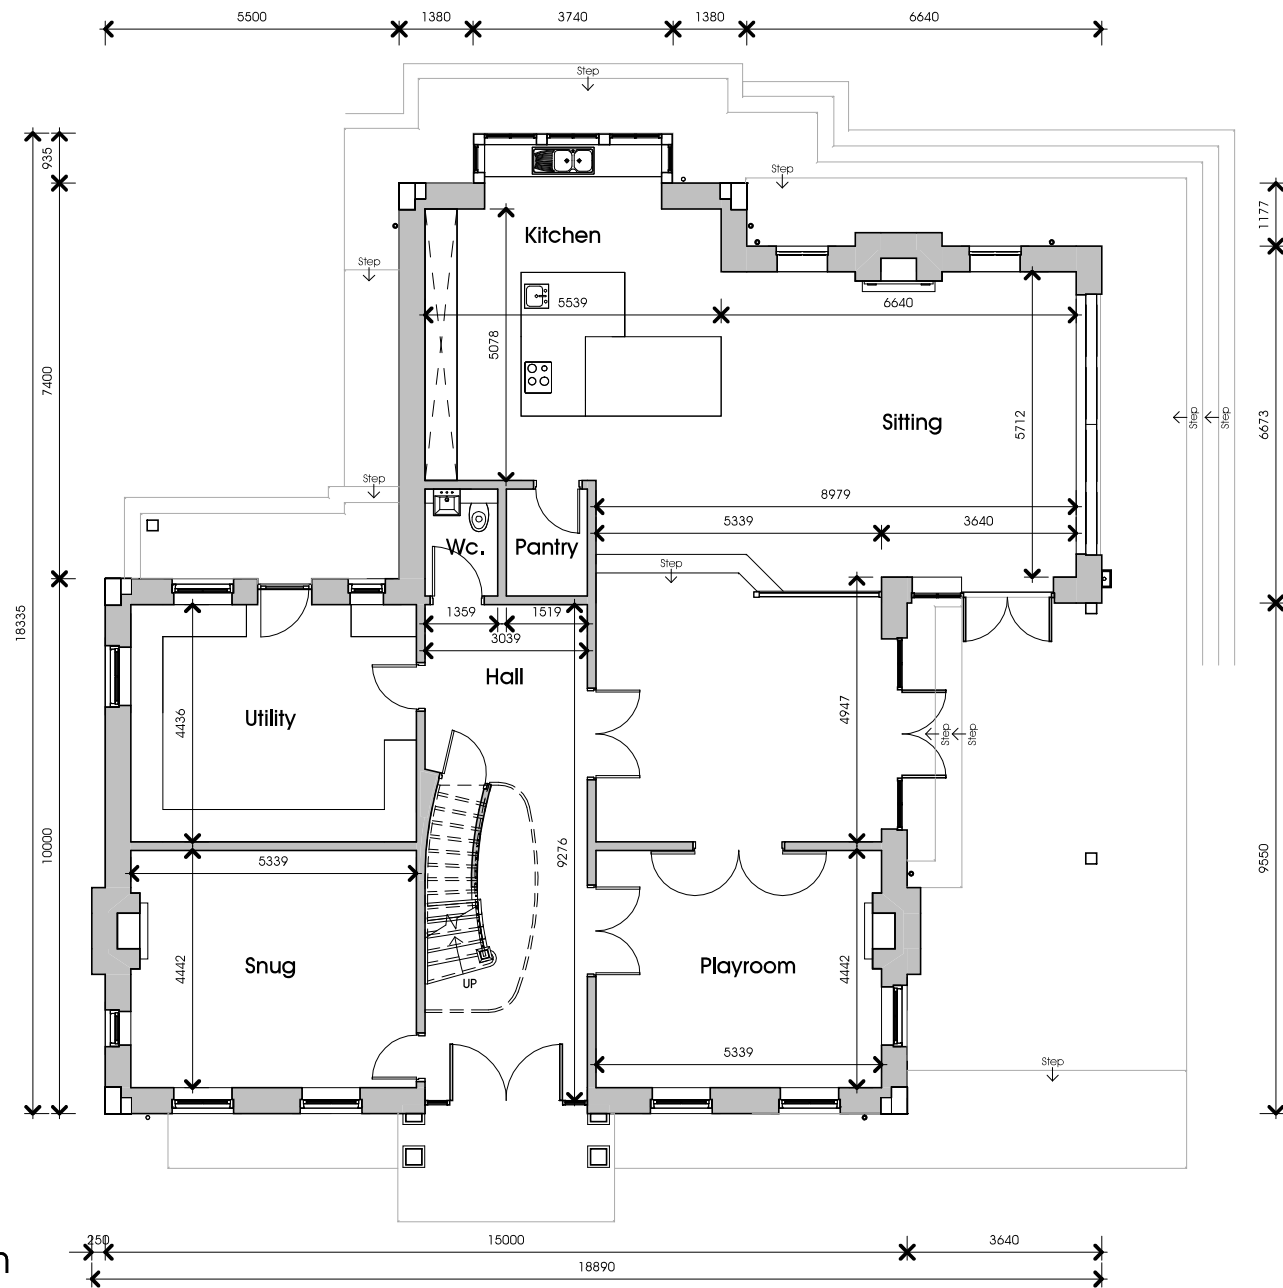 5500 1380 3740 1380 6640
Step
935
Step
1177
Kitchen
Step
5539 6640
5078
7400
Sitting
5712
Step Step
6673
Step
8979
5339 3640
Wc. Pantry
Step
1359 1519
3039
18335
Hall
Utility
4436
4947
Step Step
10000
9276
5339
9550
Snug
4442
UP
Playroom
4442
5339
Step
250 15000 3640
18890
n